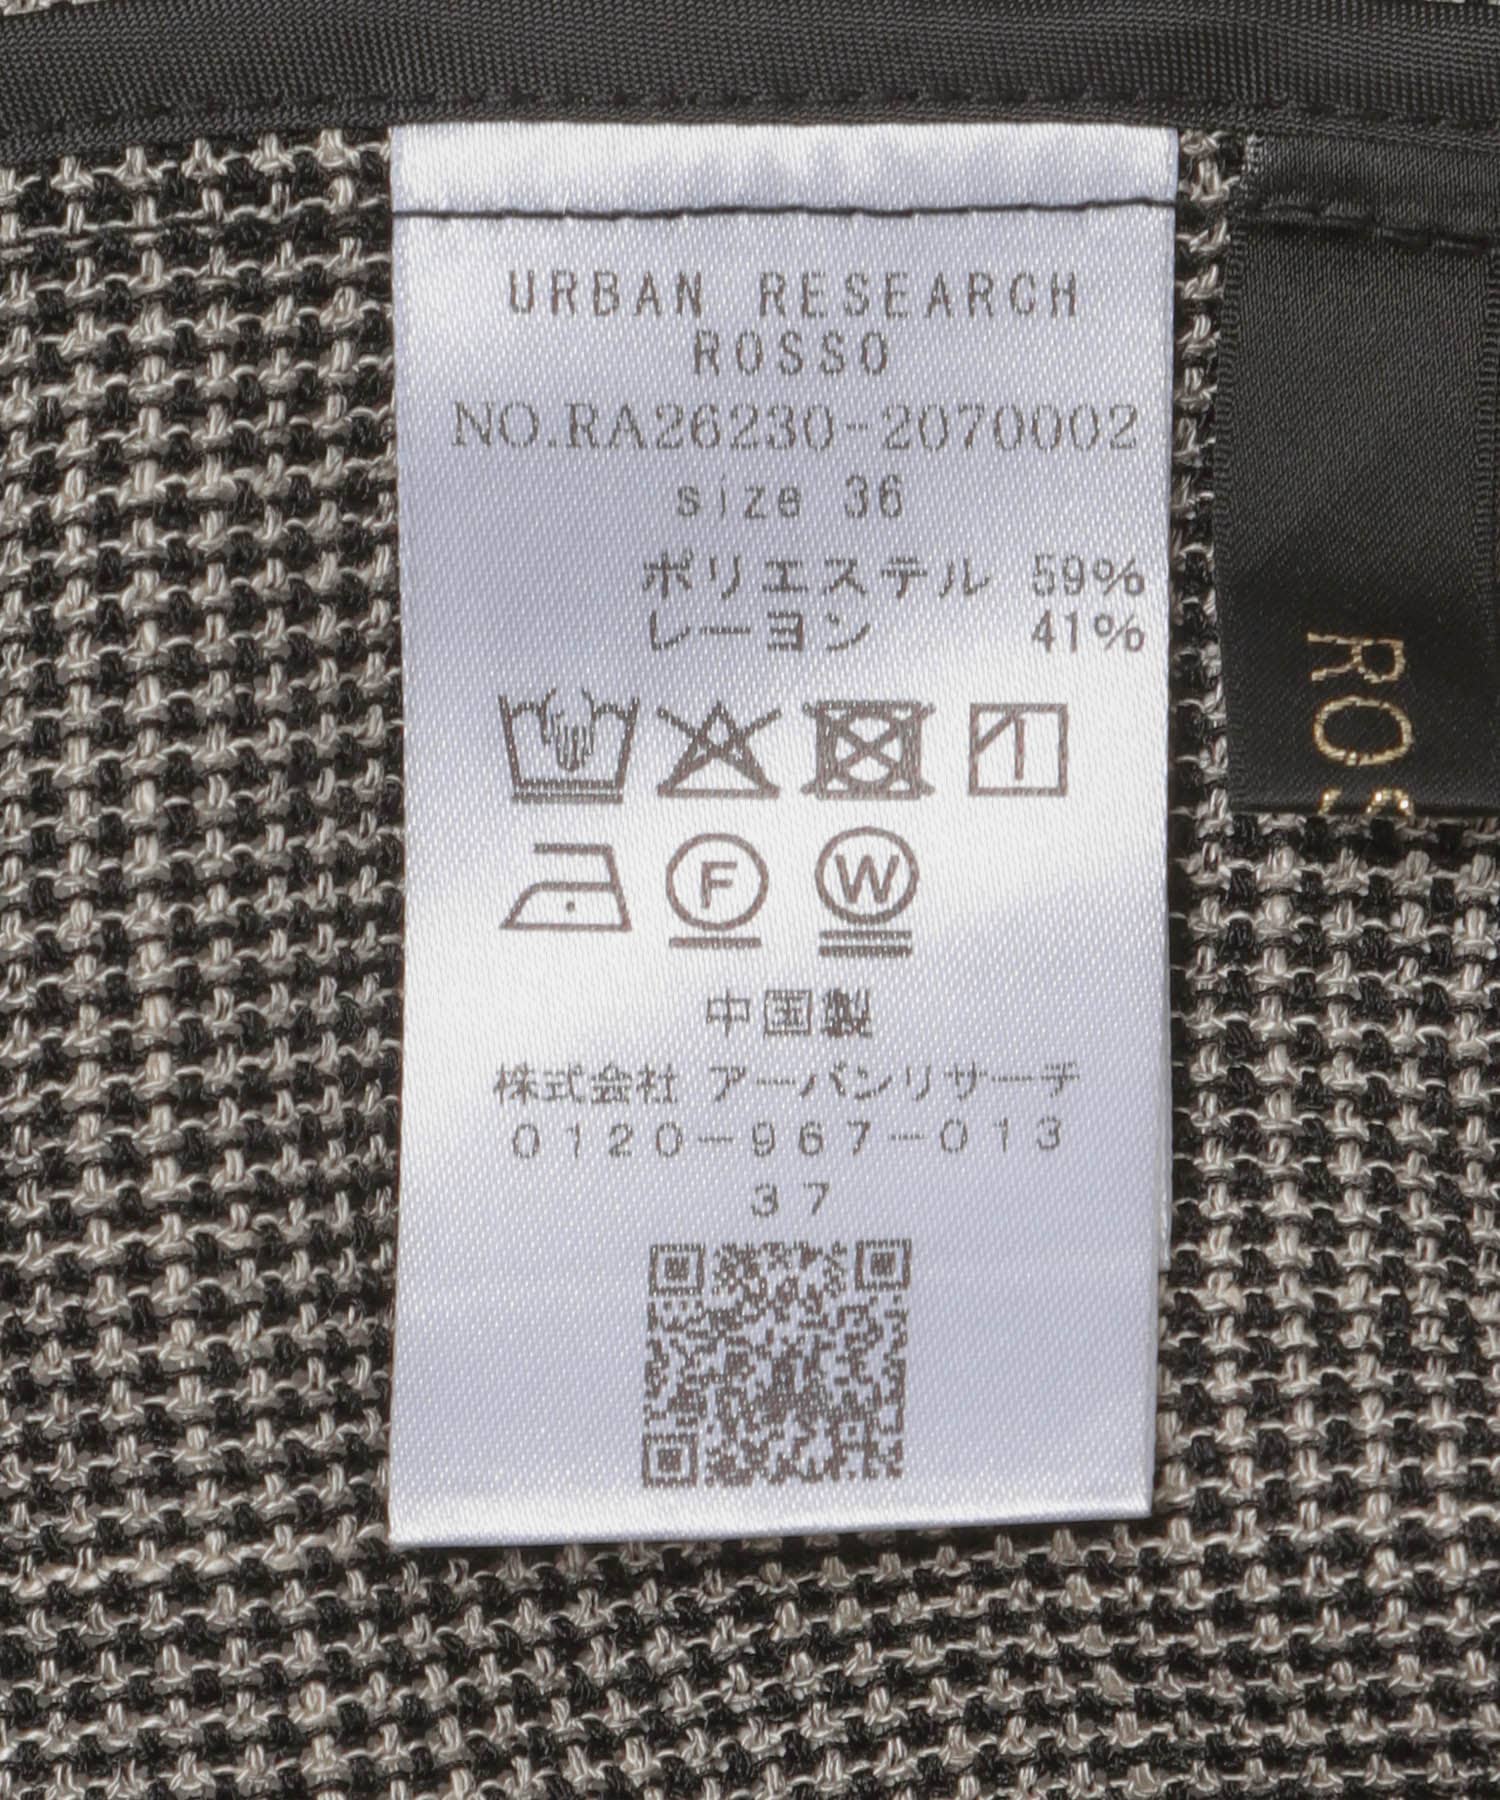 URBAN RESEARCH
ROSSO
NO.RA26230-2070002
size 36
ポリエステル 59%
レーヨン 41%
F
W
中国製
株式会社 アーバンリサーチ
0120-967-013
37
ROS